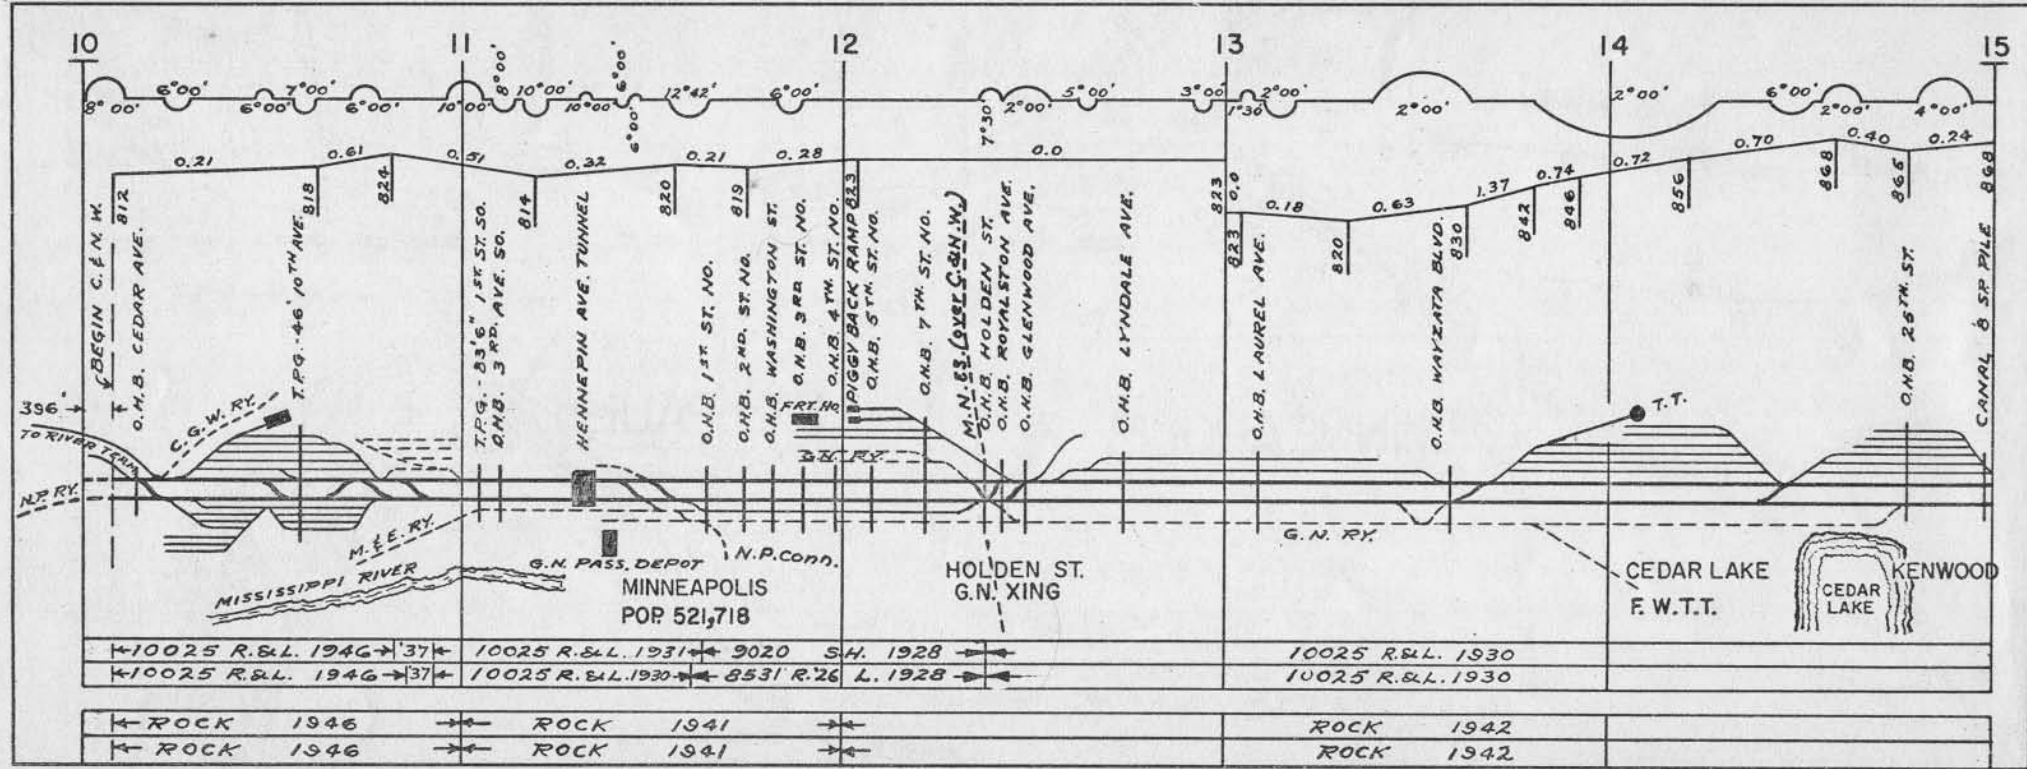 10 11 12 13 14 15
8°00' 6°00' 6°00' 7°00' 6°00' 10°00' 8°00' 10°00' 10°00' 6°00' 6°00' 12°42' 6°00' 7°30' 2°00' 5°00' 3°00' 1°30' 2°00' 2°00' 2°00' 6°00' 2°00' 4°00'
0.21 0.61 0.51 0.32 0.21 0.28 0.0 0.0 0.18 0.63 1.37 0.74 0.72 0.70 0.40 0.24
812 818 824 814 820 819 823 823 823 820 830 842 846 856 868 865 868
BEGIN C. & N. W.
O.H.B. CEDAR AVE.
T.P.G. - 46' 10TH AVE.
T.P.G. - 83'6" 1ST ST. SO.
O.H.B. 3RD. AVE SO.
HENNEPIN AVE. TUNNEL
O.H.B. 1ST. ST. NO.
O.H.B. 2ND. ST. NO.
O.H.B. WASHINGTON ST.
O.H.B. 3RD. ST. NO.
O.H.B. 4TH. ST. NO.
PIGGYBACK RAMP
O.H.B. 5TH. ST. NO.
O.H.B. 7TH. ST. NO.
M.N.&S. (over C.&N.W.)
O.H.B. HOLDEN ST.
O.H.B. ROYALSTON AVE.
O.H.B. GLENWOOD AVE.
O.H.B. LYNDALE AVE.
O.H.B. LAUREL AVE.
O.H.B. WAYZATA BLVD.
O.H.B. 25TH. ST.
CANAL 8 SP. PILE
396'
TO RIVER TERM.
C.G.W. RY.
FRT. HO.
G.N. RY.
T.T.
N.P. RY.
M. & E. RY.
MISSISSIPPI RIVER
G.N. PASS. DEPOT
N.P. Conn.
G.N. RY.
MINNEAPOLIS
POP. 521,718
HOLDEN ST.
G.N. XING
CEDAR LAKE
F. W.T.T.
CEDAR
LAKE
KENWOOD
10025 R.&L. 1946 '37 10025 R.&L. 1931 9020 S.H. 1928 10025 R.&L. 1930
10025 R.&L. 1946 '37 10025 R.&L. 1930 8531 R.'26 L. 1928 10025 R.&L. 1930
ROCK 1946 ROCK 1941 ROCK 1942
ROCK 1946 ROCK 1941 ROCK 1942